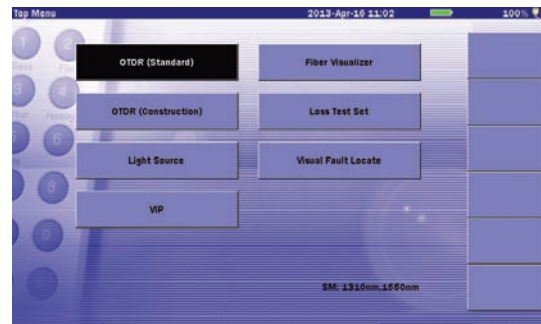 Top Menu 2013-Apr-16 11:02 100%
OTDR (Standard) Fiber Visualizer
OTDR (Construction) Loss Test Set
Light Source Visual Fault Locate
VIP
SM: 1310nm,1550nm